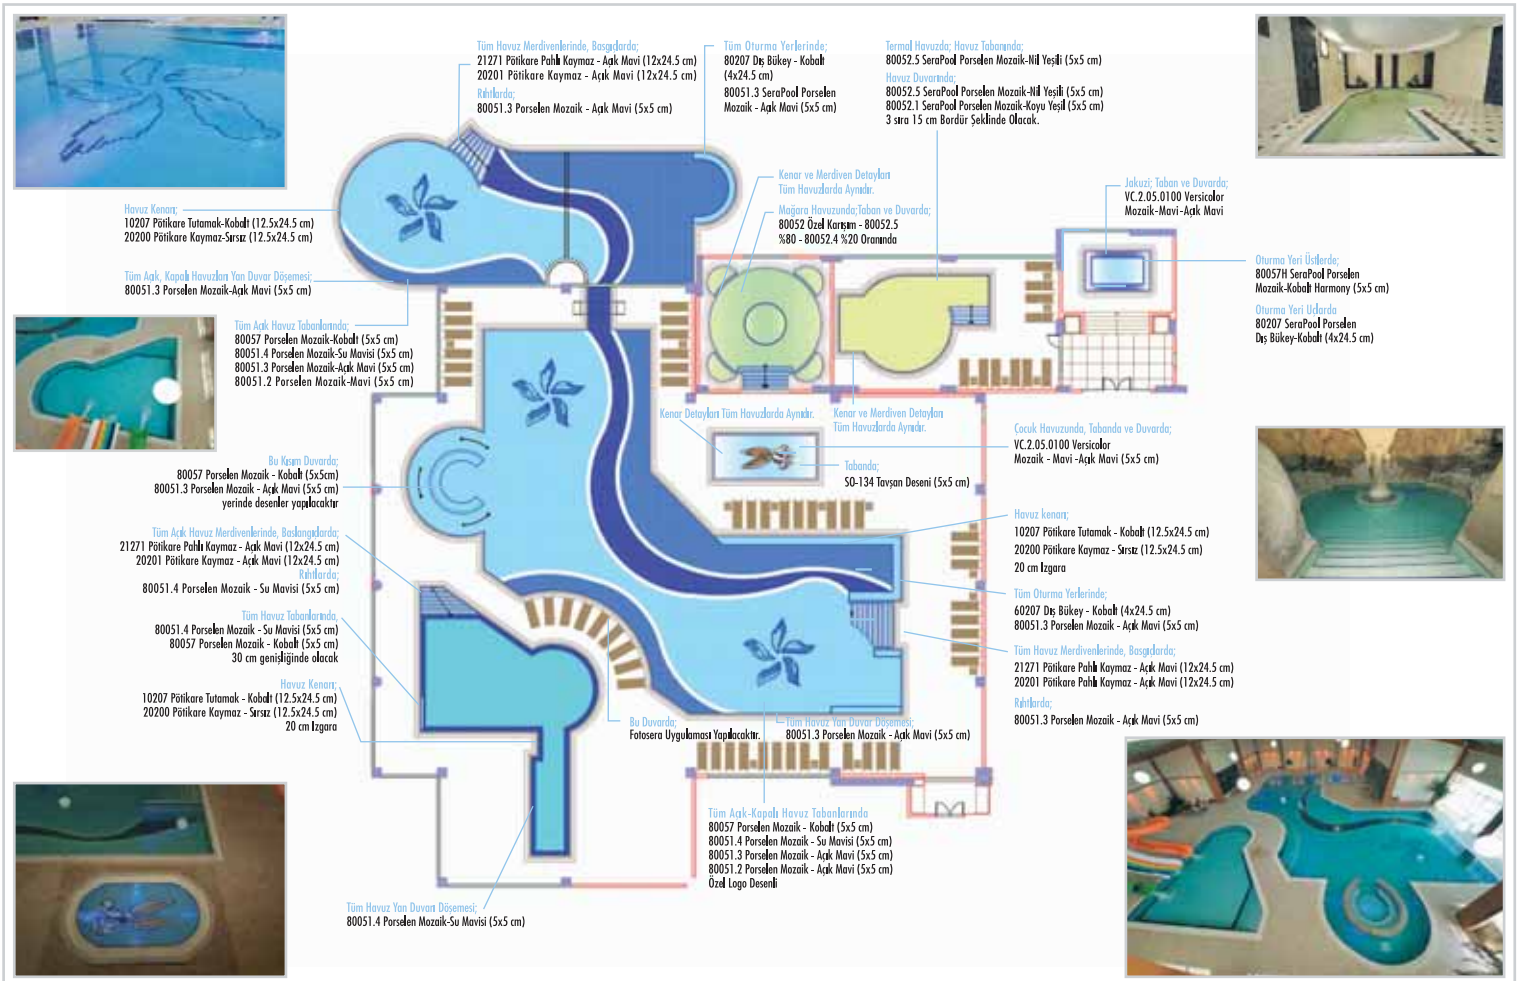 Tüm Havuz Merdivenlerinde, Basgıçlarda;
21271 Pötikare Pahlı Kaymaz - Açık Mavi (12x24.5 cm)
20201 Pötikare Kaymaz - Açık Mavi (12x24.5 cm)
Rıhtlarda;
80051.3 Porselen Mozaik - Açık Mavi (5x5 cm)
Tüm Oturma Yerlerinde;
80207 Dış Bükey - Kobalt
(4x24.5 cm)
80051.3 SeraPool Porselen
Mozaik - Açık Mavi (5x5 cm)
Termal Havuzda; Havuz Tabanında;
80052.5 SeraPool Porselen Mozaik-Nil Yeşili (5x5 cm)
Havuz Duvarında;
80052.5 SeraPool Porselen Mozaik-Nil Yeşili (5x5 cm)
80052.1 SeraPool Porselen Mozaik-Koyu Yeşil (5x5 cm)
3 sıra 15 cm Bordür Şeklinde Olacak.
Kenar ve Merdiven Detayları
Tüm Havuzlarda Aynıdır.
Mağara Havuzunda;Taban ve Duvarda;
80052 Özel Karışım - 80052.5
%80 - 80052.4 %20 Oranında
Jakuzi; Taban ve Duvarda;
VC.2.05.0100 Versicolor
Mozaik-Mavi-Açık Mavi
Havuz Kenarı;
10207 Pötikare Tutamak-Kobalt (12.5x24.5 cm)
20200 Pötikare Kaymaz-Sırsız (12.5x24.5 cm)
Tüm Açık, Kapalı Havuzları Yan Duvar Döşemesi;
80051.3 Porselen Mozaik-Açık Mavi (5x5 cm)
Oturma Yeri Üstlerde;
80057H SeraPool Porselen
Mozaik-Kobalt Harmony (5x5 cm)
Oturma Yeri Uçlarda
80207 SeraPool Porselen
Dış Bükey-Kobalt (4x24.5 cm)
Tüm Açık Havuz Tabanlarında;
80057 Porselen Mozaik-Kobalt (5x5 cm)
80051.4 Porselen Mozaik-Su Mavisi (5x5 cm)
80051.3 Porselen Mozaik-Açık Mavi (5x5 cm)
80051.2 Porselen Mozaik-Mavi (5x5 cm)
Kenar Detayları Tüm Havuzlarda Aynıdır.
Kenar ve Merdiven Detayları
Tüm Havuzlarda Aynıdır.
Çocuk Havuzunda, Tabanda ve Duvarda;
VC.2.05.0100 Versicolor
Mozaik - Mavi -Açık Mavi (5x5 cm)
Tabanda;
SO-134 Tavşan Deseni (5x5 cm)
Bu Kısım Duvarda;
80057 Porselen Mozaik - Kobalt (5x5cm)
80051.3 Porselen Mozaik - Açık Mavi (5x5 cm)
yerinde desenler yapılacaktır
Tüm Açık Havuz Merdivenlerinde, Baslangıclarda;
21271 Pötikare Pahlı Kaymaz - Açık Mavi (12x24.5 cm)
20201 Pötikare Kaymaz - Açık Mavi (12x24.5 cm)
Rıhtlarda;
80051.4 Porselen Mozaik - Su Mavisi (5x5 cm)
Tüm Havuz Tabanlarında,
80051.4 Porselen Mozaik - Su Mavisi (5x5 cm)
80057 Porselen Mozaik - Kobalt (5x5 cm)
30 cm genişliğinde olacak
Havuz Kenarı;
10207 Pötikare Tutamak - Kobalt (12.5x24.5 cm)
20200 Pötikare Kaymaz - Sırsız (12.5x24.5 cm)
20 cm Izgara
Havuz kenarı;
10207 Pötikare Tutamak - Kobalt (12.5x24.5 cm)
20200 Pötikare Kaymaz - Sırsız (12.5x24.5 cm)
20 cm Izgara
Tüm Oturma Yerlerinde;
60207 Dış Bükey - Kobalt (4x24.5 cm)
80051.3 Porselen Mozaik - Açık Mavi (5x5 cm)
Tüm Havuz Merdivenlerinde, Basgıçlarda;
21271 Pötikare Pahlı Kaymaz - Açık Mavi (12x24.5 cm)
20201 Pötikare Pahlı Kaymaz - Açık Mavi (12x24.5 cm)
Rıhtlarda;
80051.3 Porselen Mozaik - Açık Mavi (5x5 cm)
Bu Duvarda;
Fotosera Uygulaması Yapılacaktır.
Tüm Havuz Yan Duvar Döşemesi;
80051.3 Porselen Mozaik - Açık Mavi (5x5 cm)
Tüm Açık-Kapalı Havuz Tabanlarında
80057 Porselen Mozaik - Kobalt (5x5 cm)
80051.4 Porselen Mozaik - Su Mavisi (5x5 cm)
80051.3 Porselen Mozaik - Açık Mavi (5x5 cm)
80051.2 Porselen Mozaik - Açık Mavi (5x5 cm)
Özel Logo Desenli
Tüm Havuz Yan Duvarı Döşemesi;
80051.4 Porselen Mozaik-Su Mavisi (5x5 cm)